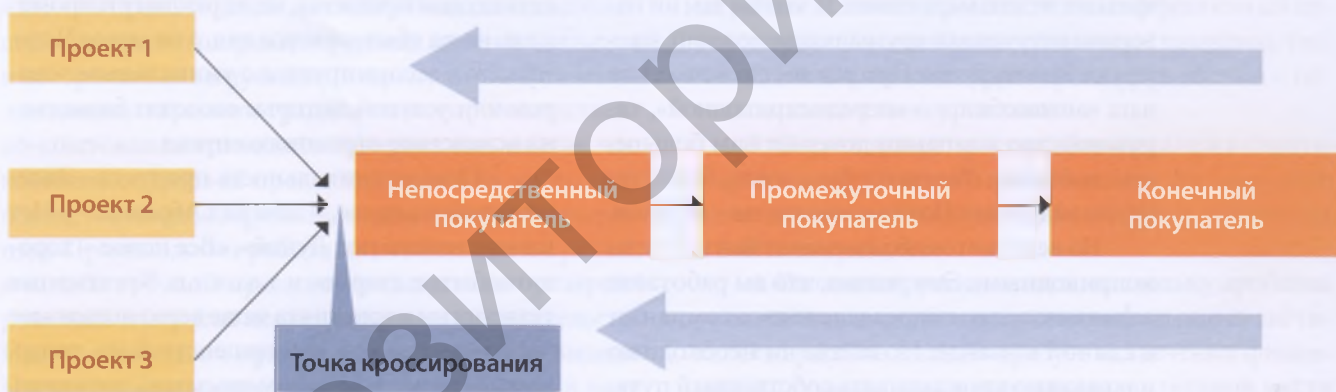 Проект 1
Непосредственный
покупатель
Промежуточный
покупатель
Конечный
покупатель
Проект 2
Проект 3
Точка кроссирования